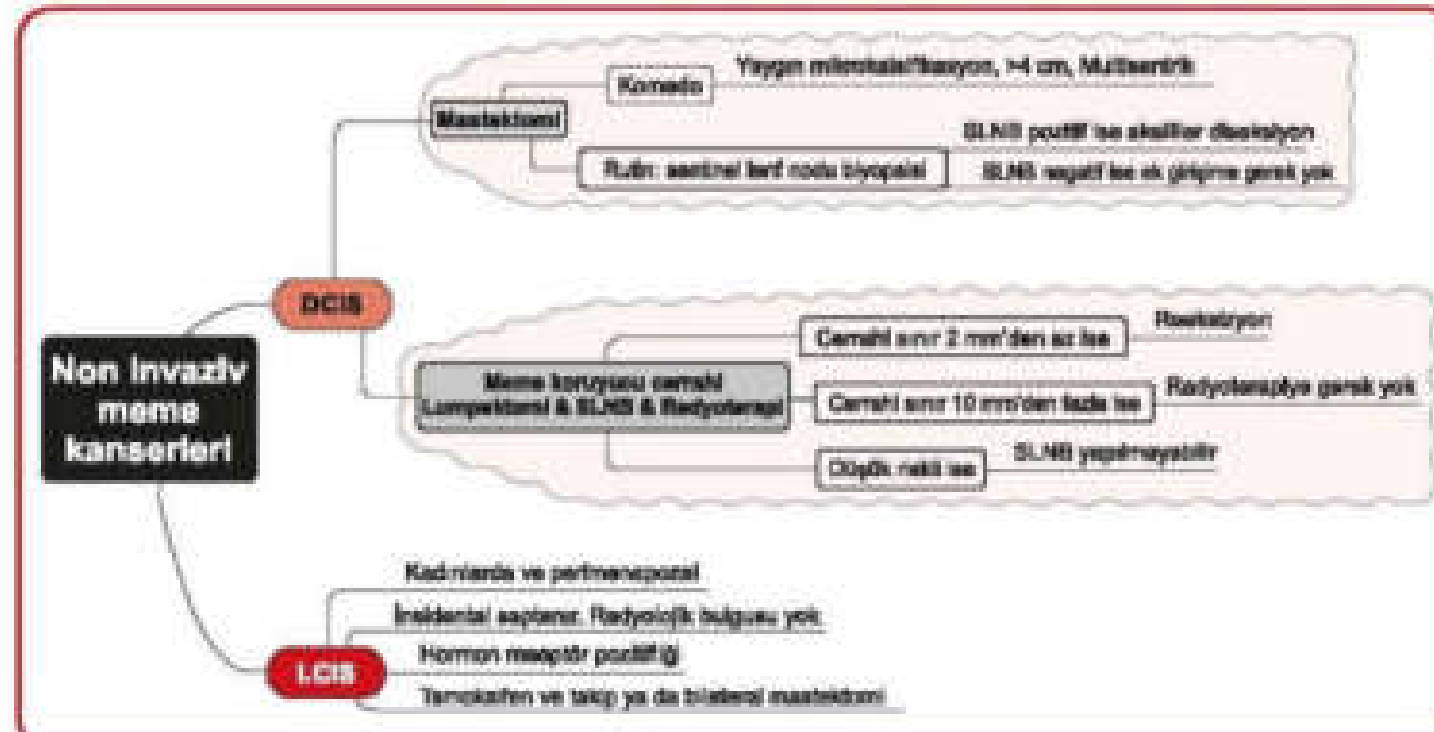 Non invaziv
meme
kanserleri
DCIS
Mastektomi
Komedo
Yaygın mikrokalsifikasyon, >4 cm, Multisentrik
Rutin sentinel lenf nodu biyopsisi
SLNB pozitif ise aksiller diseksiyon
SLNB negatif ise ek girişime gerek yok
Meme koruyucu cerrahi
Lumpektomi & SLNB & Radyoterapi
Cerrahi sınır 2 mm'den az ise
Reeksizyon
Cerrahi sınır 10 mm'den fazla ise
Radyoterapiye gerek yok
Düşük riskli ise
SLNB yapılmayabilir
LCIS
Kadınlarda ve perimenapozal
İnsidental saptanır. Radyolojik bulgusu yok
Hormon reseptör pozitifliği
Tamoksifen ve takip ya da bilateral mastektomi